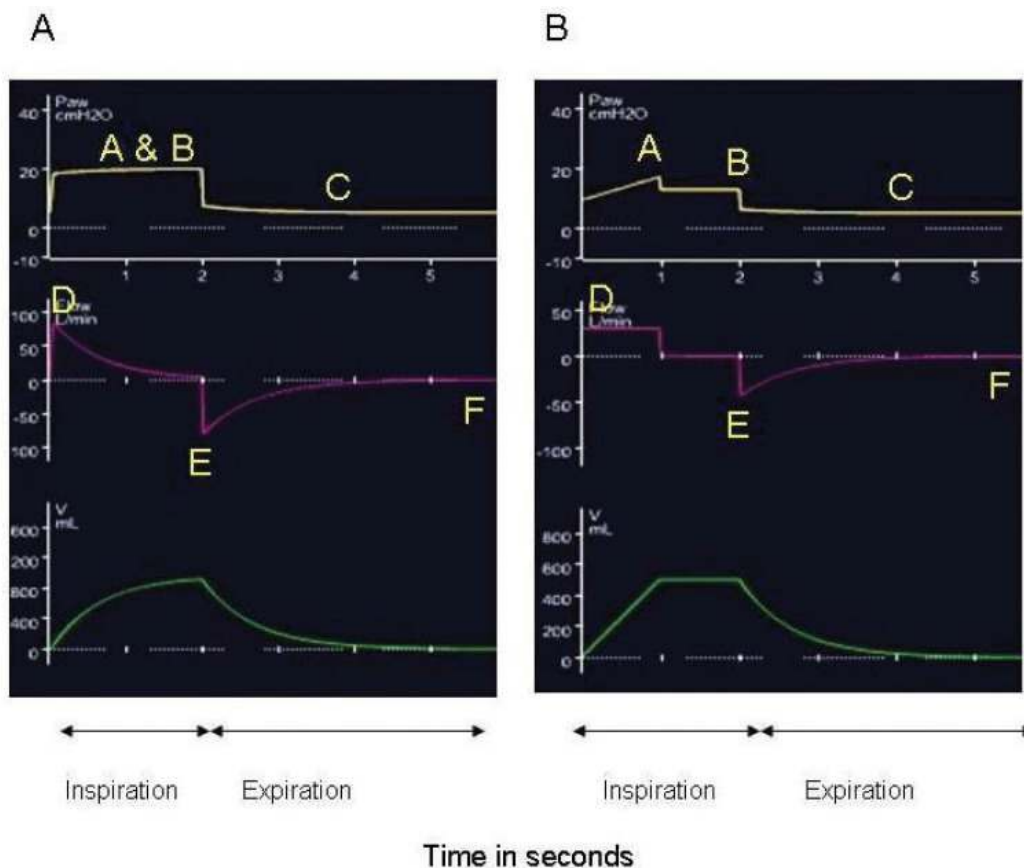 A
B
Paw
cmH2O
40
20
0
-10
A & B
C
1
2
3
4
5
D
L/min
100
50
0
-50
100
E
F
V
mL
600
200
800
400
0
Paw
cmH2O
40
20
0
-10
A
B
C
1
2
3
4
5
D
L/min
50
0
-50
-100
E
F
V
mL
800
600
400
200
0
Inspiration
Expiration
Inspiration
Expiration
Time in seconds